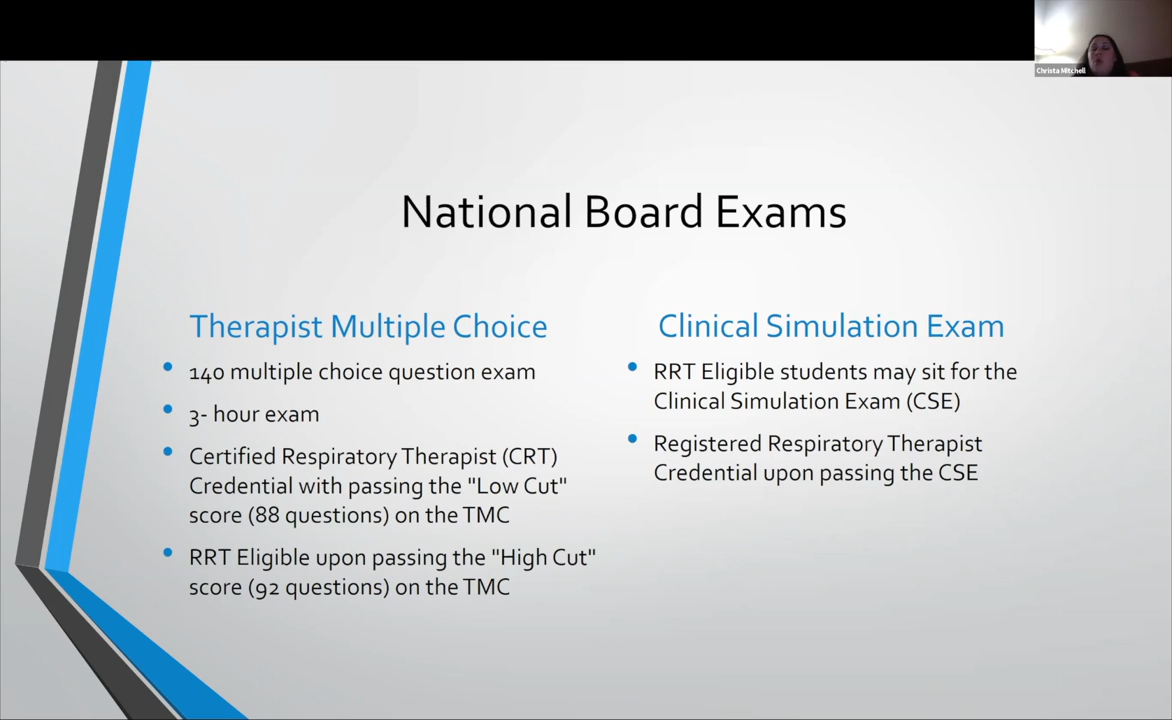 Christa Mitchell
National Board Exams
Therapist Multiple Choice
• 140 multiple choice question exam
• 3- hour exam
• Certified Respiratory Therapist (CRT)
Credential with passing the "Low Cut"
score (88 questions) on the TMC
• RRT Eligible upon passing the "High Cut"
score (92 questions) on the TMC
Clinical Simulation Exam
• RRT Eligible students may sit for the
Clinical Simulation Exam (CSE)
• Registered Respiratory Therapist
Credential upon passing the CSE